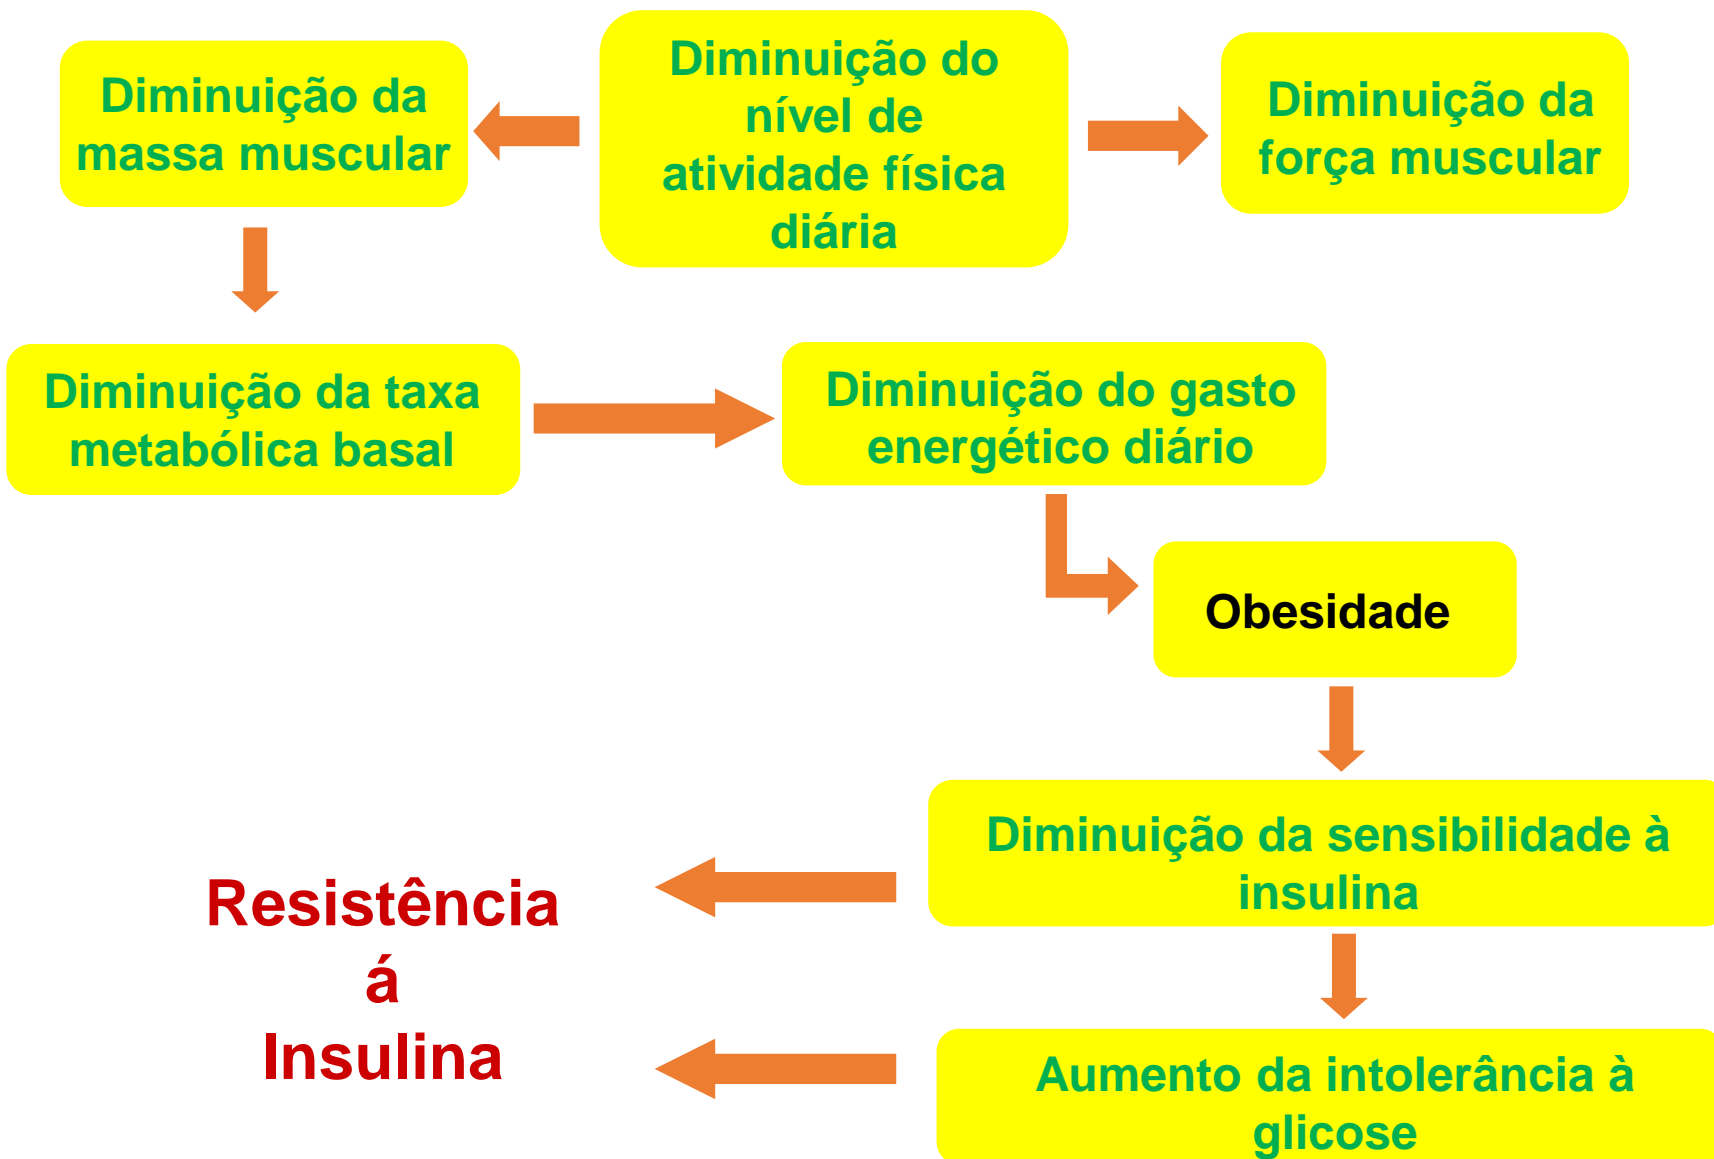 Diminuição da
massa muscular
Diminuição do
nível de
atividade física
diária
Diminuição da
força muscular
Diminuição da taxa
metabólica basal
Diminuição do gasto
energético diário
Obesidade
Diminuição da sensibilidade à
insulina
Resistência
á
Insulina
Aumento da intolerância à
glicose